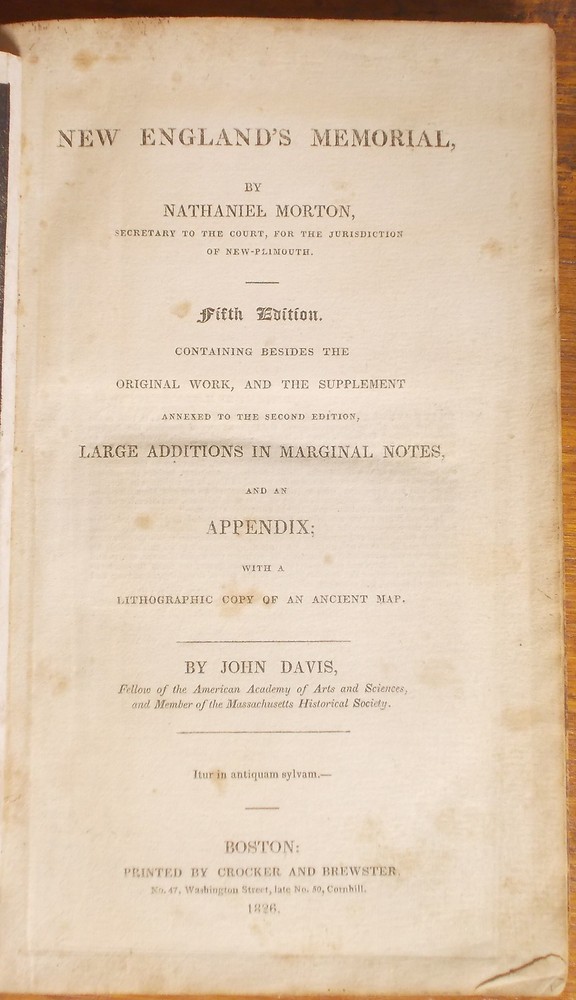 NEW ENGLAND'S MEMORIAL,
BY
NATHANIEL MORTON,
SECRETARY TO THE COURT, FOR THE JURISDICTION
OF NEW-PLIMOUTH.
Fifth Edition.
CONTAINING BESIDES THE
ORIGINAL WORK, AND THE SUPPLEMENT
ANNEXED TO THE SECOND EDITION,
LARGE ADDITIONS IN MARGINAL NOTES,
AND AN
APPENDIX;
WITH A
LITHOGRAPHIC COPY OF AN ANCIENT MAP.
BY JOHN DAVIS,
Fellow of the American Academy of Arts and Sciences,
and Member of the Massachusetts Historical Society.
Itur in antiquam sylvam.—
BOSTON:
PRINTED BY CROCKER AND BREWSTER,
No. 47, Washington Street, late No. 50, Cornhill.
1826.